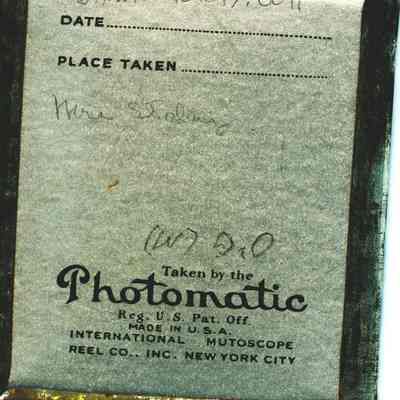 DATE
PLACE TAKEN
Taken by the
Photomatic
Reg. U.S. Pat. Off.
MADE IN U.S.A.
INTERNATIONAL MUTOSCOPE
REEL CO., INC. NEW YORK CITY